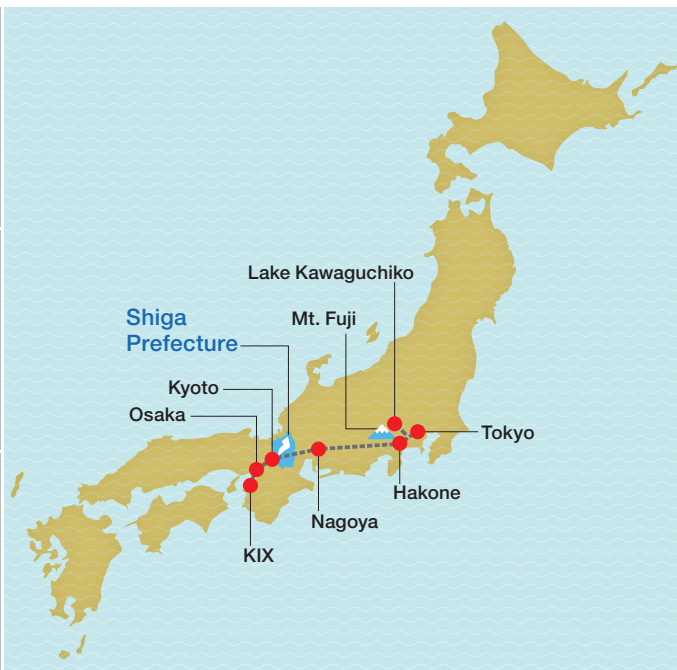 Lake Kawaguchiko
Shiga
Prefecture
Mt. Fuji
Kyoto
Osaka
Tokyo
Hakone
Nagoya
KIX